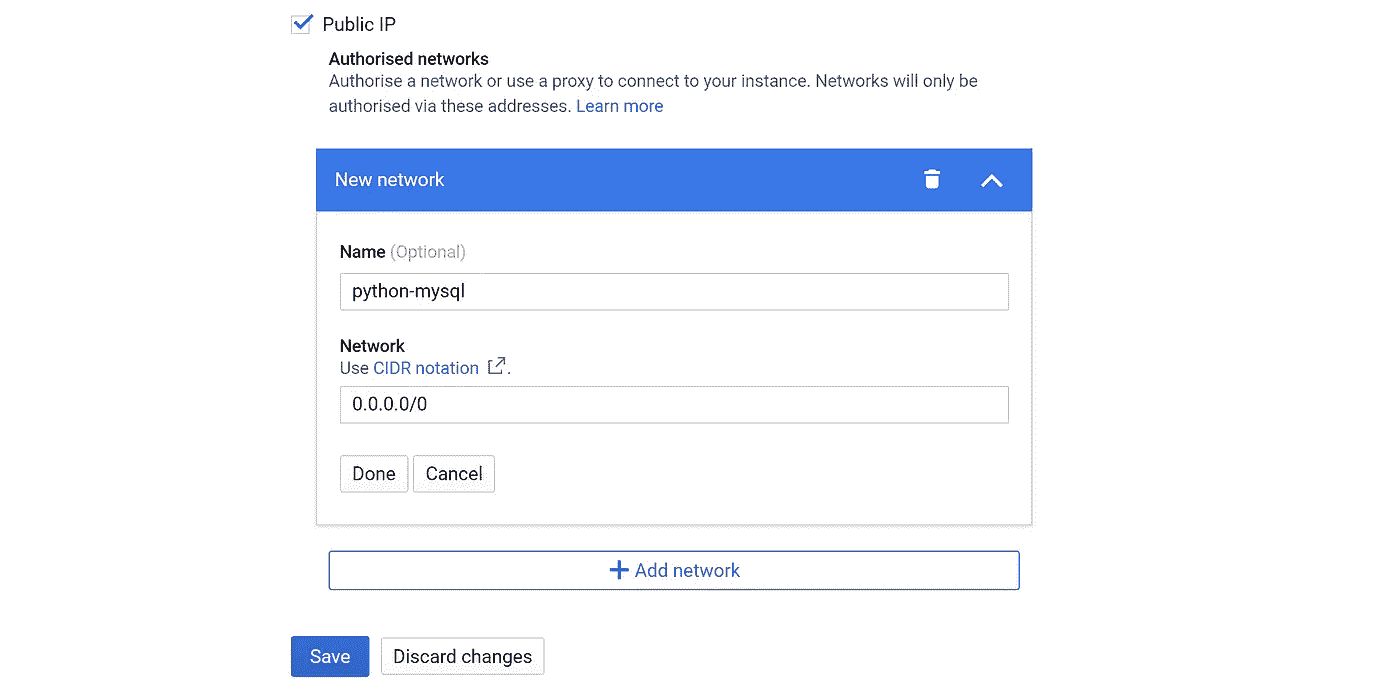 Public IP
Authorised networks
Authorise a network or use a proxy to connect to your instance. Networks will only be
authorised via these addresses. Learn more
New network
Name (Optional)
python-mysql
Network
Use CIDR notation .
0.0.0.0/0
Done Cancel
Add network
Save Discard changes